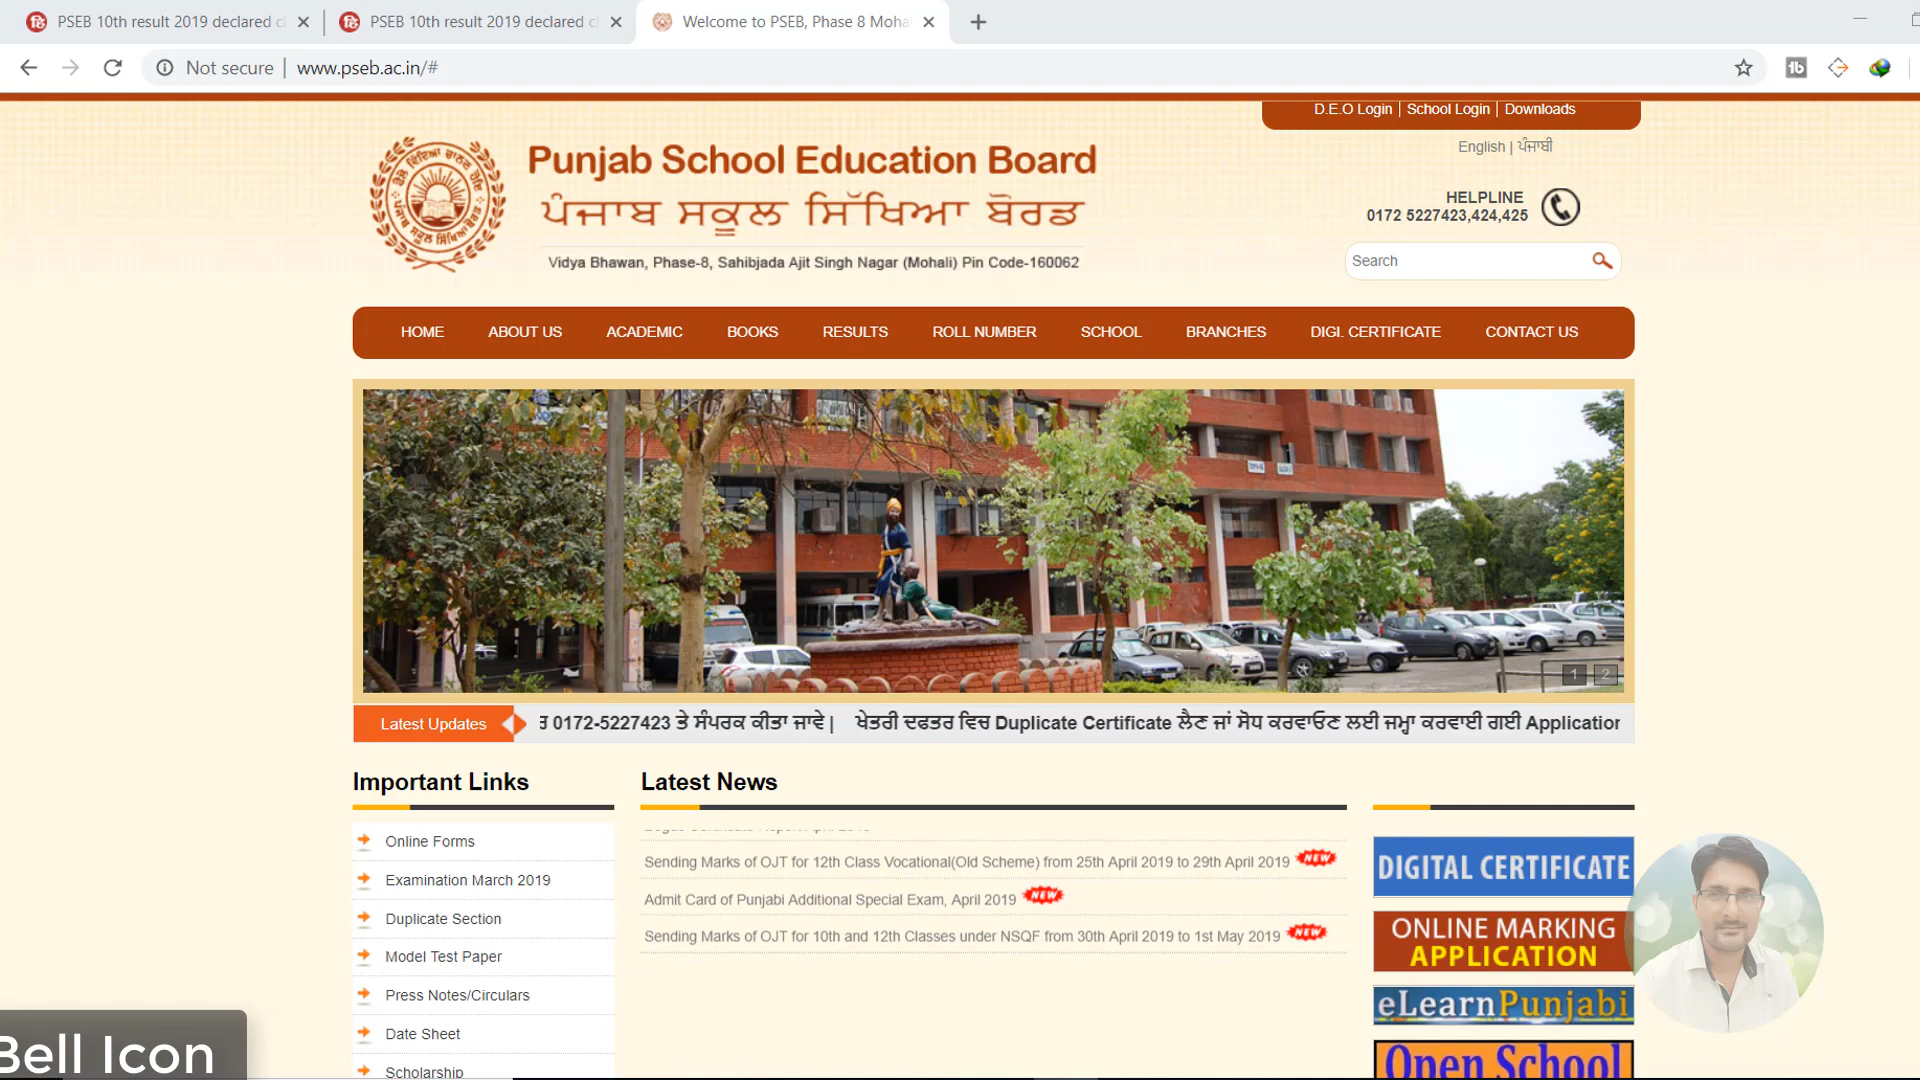 PSEB 10th result 2019 declared
PSEB 10th result 2019 declared
Welcome to PSEB, Phase 8 Moha
Not secure | www.pseb.ac.in/#
D.E.O Login | School Login | Downloads
English | ਪੰਜਾਬੀ
Punjab School Education Board
ਪੰਜਾਬ ਸਕੂਲ ਸਿੱਖਿਆ ਬੋਰਡ
Vidya Bhawan, Phase-8, Sahibjada Ajit Singh Nagar (Mohali) Pin Code-160062
HELPLINE
0172 5227423,424,425
Search
HOME ABOUT US ACADEMIC BOOKS RESULTS ROLL NUMBER SCHOOL BRANCHES DIGI. CERTIFICATE CONTACT US
1 2
Latest Updates 0172-5227423 ਤੇ ਸੰਪਰਕ ਕੀਤਾ ਜਾਵੇ | ਖੇਤਰੀ ਦਫਤਰ ਵਿਚ Duplicate Certificate ਲੈਣ ਜਾਂ ਸੋਧ ਕਰਵਾਓਣ ਲਈ ਜਮ੍ਹਾ ਕਰਵਾਈ ਗਈ Application
Important Links
Online Forms
Examination March 2019
Duplicate Section
Model Test Paper
Press Notes/Circulars
Date Sheet
Scholarship
Latest News
Sending Marks of OJT for 12th Class Vocational(Old Scheme) from 25th April 2019 to 29th April 2019 NEW
Admit Card of Punjabi Additional Special Exam, April 2019 NEW
Sending Marks of OJT for 10th and 12th Classes under NSQF from 30th April 2019 to 1st May 2019 NEW
DIGITAL CERTIFICATE
ONLINE MARKING
APPLICATION
eLearnPunjabi
Open School
Bell Icon